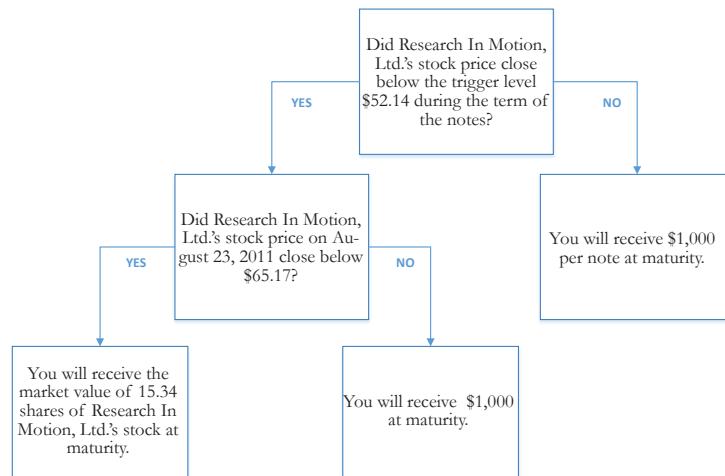 Did Research In Motion,
Ltd.'s stock price close
below the trigger level
$52.14 during the term of
the notes?
YES
NO
Did Research In Motion,
Ltd.'s stock price on Au-
gust 23, 2011 close below
$65.17?
You will receive $1,000
per note at maturity.
YES
NO
You will receive the
market value of 15.34
shares of Research In
Motion, Ltd.'s stock at
maturity.
You will receive $1,000
at maturity.